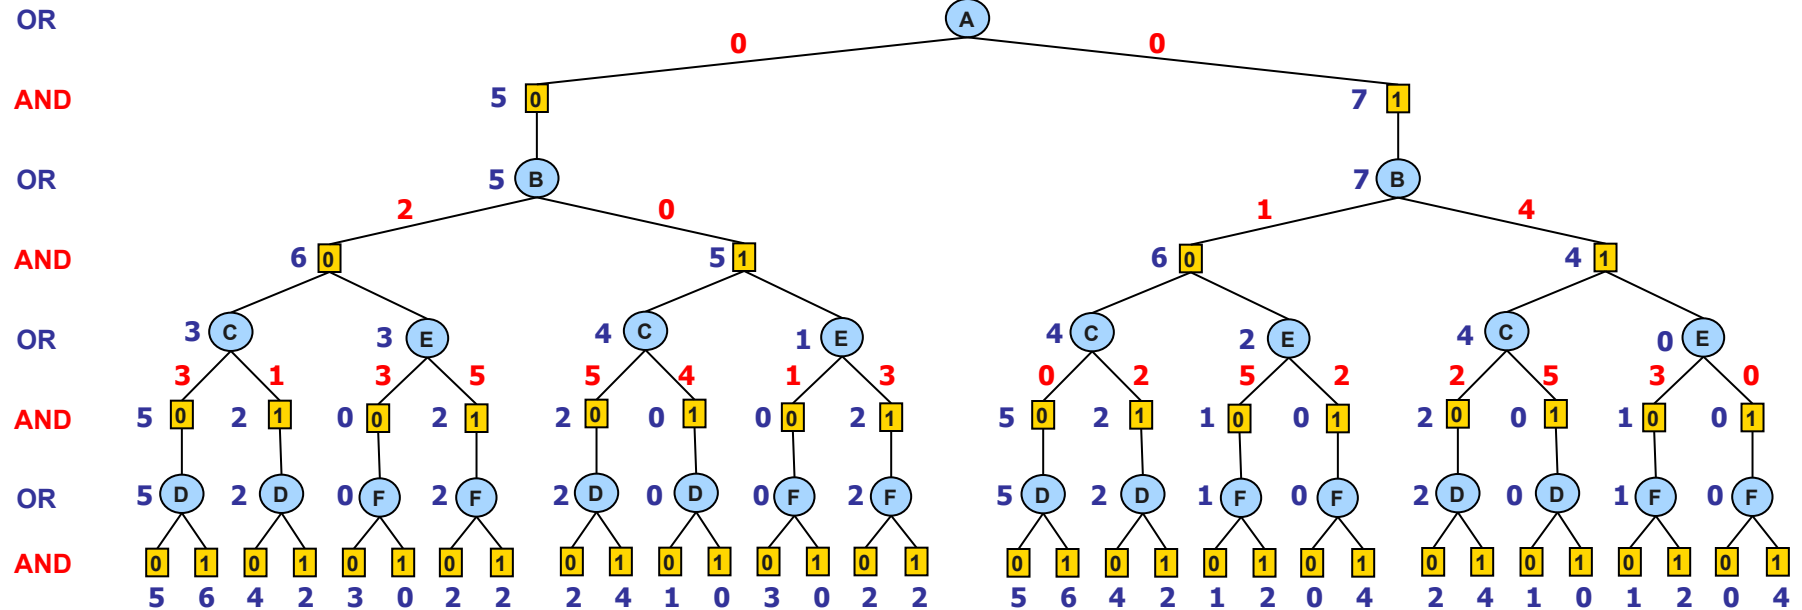 OR A
0 0
AND 5 0 7 1
OR 5 B 7 B
2 0 1 4
AND 6 0 5 1 6 0 4 1
OR 3 C 3 E 4 C 1 E 4 C 2 E 4 C 0 E
3 1 3 5 5 4 1 3 0 2 5 2 2 5 3 0
AND 5 0 2 1 0 0 2 1 2 0 0 1 0 0 2 1 5 0 2 1 1 0 0 1 2 0 0 1 1 0 0 1
OR 5 D 2 D 0 F 2 F 2 D 0 D 0 F 2 F 5 D 2 D 1 F 0 F 2 D 0 D 1 F 0 F
AND 0 1 0 1 0 1 0 1 0 1 0 1 0 1 0 1 0 1 0 1 0 1 0 1 0 1 0 1 0 1 0 1
5 6 4 2 3 0 2 2 2 4 1 0 3 0 2 2 5 6 4 2 1 2 0 4 2 4 1 0 1 2 0 4